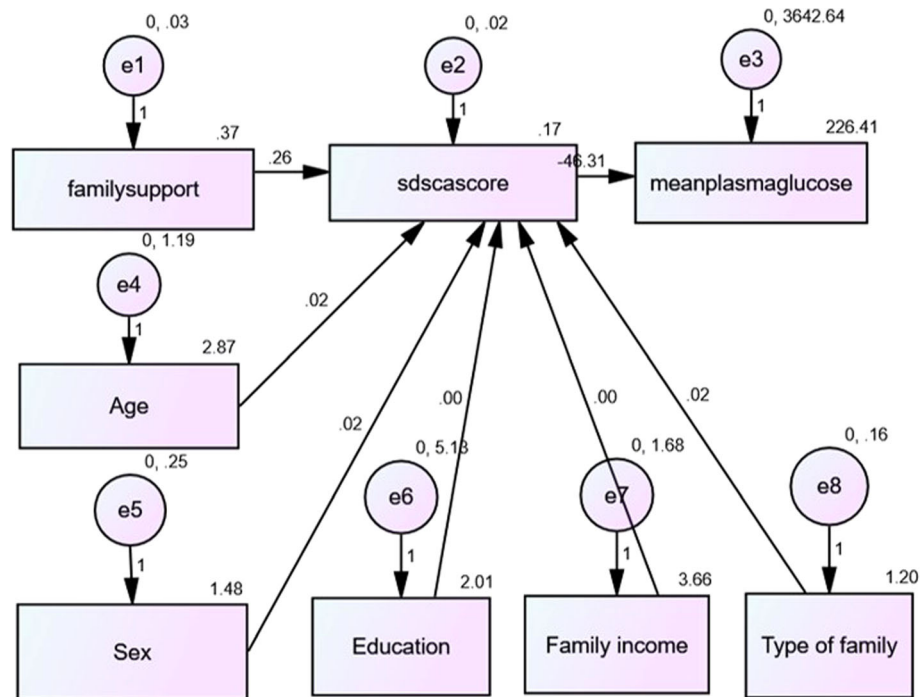 0, .03
e1
1
.37
familysupport
.26
0, .02
e2
1
.17
sdscascore
-46.31
0, 3642.64
e3
1
226.41
meanplasmaglucose
0, 1.19
e4
1
2.87
Age
.02
0, .25
e5
1
1.48
Sex
.02
0, 5.13
e6
1
2.01
Education
.00
0, 1.68
e7
1
3.66
Family income
.00
0, .16
e8
1
1.20
Type of family
.02